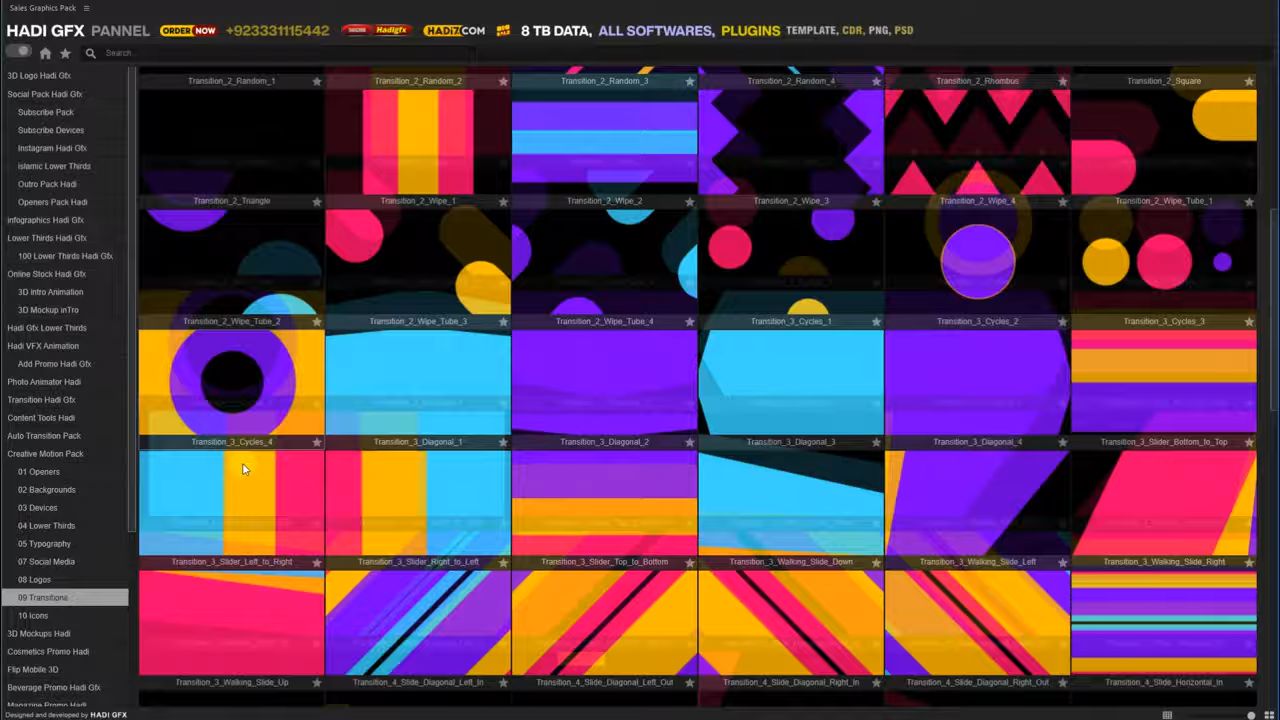 Sales Graphics Pack
HADI GFX PANNEL ORDER NOW +923331115442 Hadigfx HADIZ.COM 8 TB DATA, ALL SOFTWARES, PLUGINS TEMPLATE, CDR, PNG, PSD
Search
3D Logo Hadi Gfx
Social Pack Hadi Gfx
Subscribe Pack
Subscribe Devices
Instagram Hadi Gfx
Islamic Lower Thirds
Outro Pack Hadi
Openers Pack Hadi
infographics Hadi Gfx
Lower Thirds Hadi Gfx
100 Lower Thirds Hadi Gfx
Online Stock Hadi Gfx
3D intro Animation
3D Mockup inTro
Hadi Gfx Lower Thirds
Hadi VFX Animation
Add Promo Hadi Gfx
Photo Animator Hadi
Transition Hadi Gfx
Content Tools Hadi
Auto Transition Pack
Creative Motion Pack
01 Openers
02 Backgrounds
03 Devices
04 Lower Thirds
05 Typography
07 Social Media
08 Logos
09 Transitions
10 Icons
3D Mockups Hadi
Cosmetics Promo Hadi
Flip Mobile 3D
Beverage Promo Hadi Gfx
Magazine Promo Hadi
Transition_2_Random_1 Transition_2_Random_2 Transition_2_Random_3 Transition_2_Random_4 Transition_2_Rhombus Transition_2_Square
Transition_2_Triangle Transition_2_Wipe_1 Transition_2_Wipe_2 Transition_2_Wipe_3 Transition_2_Wipe_4 Transition_2_Wipe_Tube_1
Transition_2_Wipe_Tube_2 Transition_2_Wipe_Tube_3 Transition_2_Wipe_Tube_4 Transition_3_Cycles_1 Transition_3_Cycles_2 Transition_3_Cycles_3
Transition_3_Cycles_4 Transition_3_Diagonal_1 Transition_3_Diagonal_2 Transition_3_Diagonal_3 Transition_3_Diagonal_4 Transition_3_Slider_Bottom_to_Top
Transition_3_Slider_Left_to_Right Transition_3_Slider_Right_to_Left Transition_3_Slider_Top_to_Bottom Transition_3_Walking_Slide_Down Transition_3_Walking_Slide_Left Transition_3_Walking_Slide_Right
Transition_3_Walking_Slide_Up Transition_4_Slide_Diagonal_Left_In Transition_4_Slide_Diagonal_Left_Out Transition_4_Slide_Diagonal_Right_In Transition_4_Slide_Diagonal_Right_Out Transition_4_Slide_Horizontal_In
Designed and developed by HADI GFX